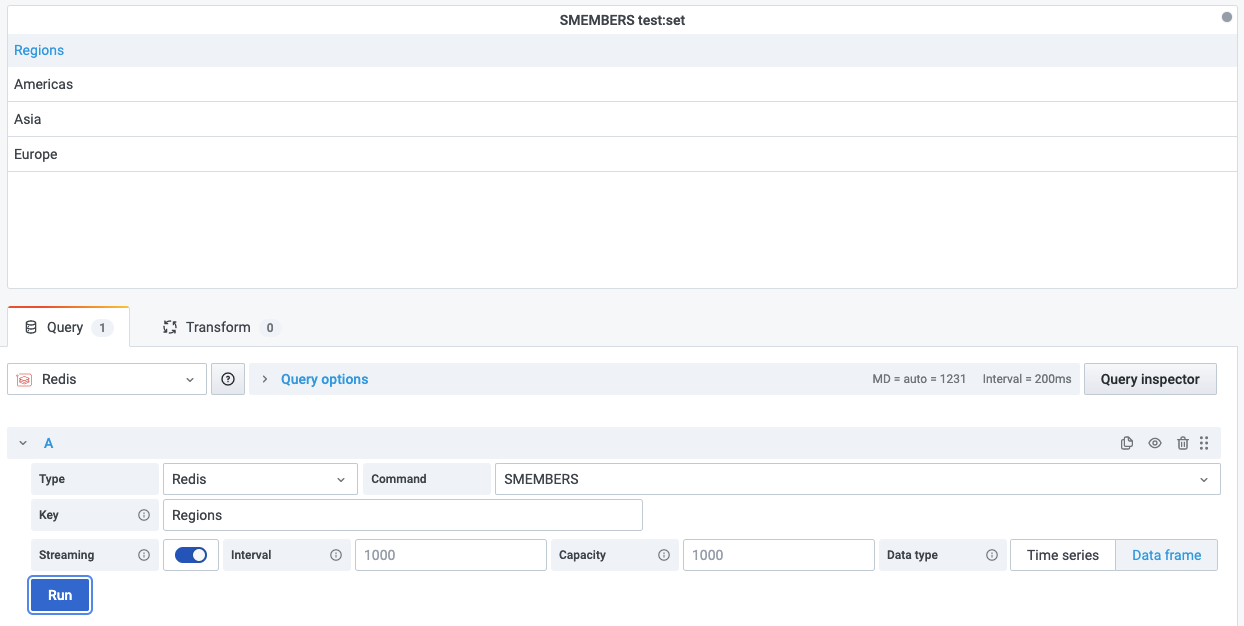 SMEMBERS test:set
Regions
Americas
Asia
Europe
Query 1 Transform 0
Redis Query options MD = auto = 1231 Interval = 200ms Query inspector
A
Type Redis Command SMEMBERS
Key Regions
Streaming Interval 1000 Capacity 1000 Data type Time series Data frame
Run